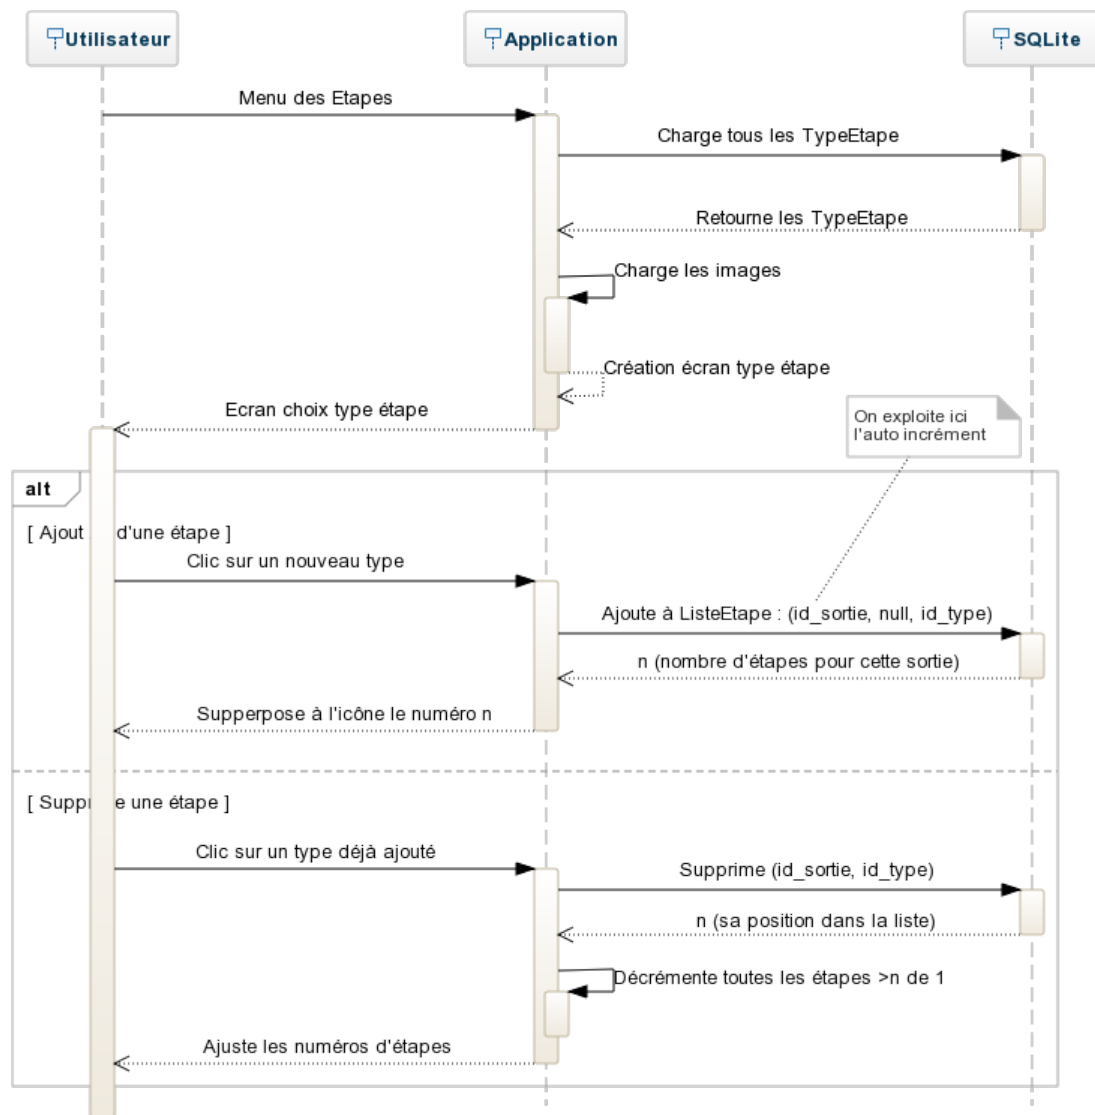 Utilisateur
Application
SQLite
Menu des Etapes
Charge tous les TypeEtape
Retourne les TypeEtape
Charge les images
Création écran type étape
Ecran choix type étape
On exploite ici
l'auto incrément
alt
[ Ajout d'une étape ]
Clic sur un nouveau type
Ajoute à ListeEtape : (id_sortie, null, id_type)
n (nombre d'étapes pour cette sortie)
Supperpose à l'icône le numéro n
[ Supp e une étape ]
Clic sur un type déjà ajouté
Supprime (id_sortie, id_type)
n (sa position dans la liste)
Décrémente toutes les étapes >n de 1
Ajuste les numéros d'étapes